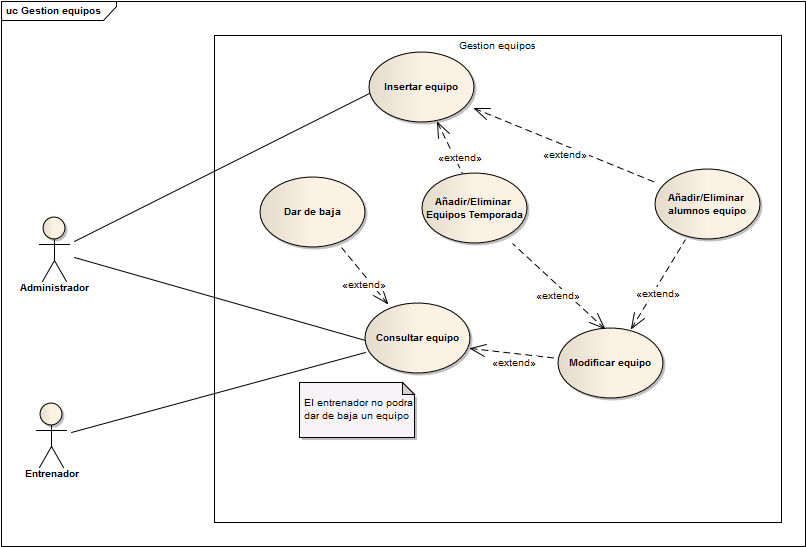 uc Gestion equipos
Gestion equipos
Insertar equipo
«extend»
«extend»
Dar de baja
Añadir/Eliminar
Equipos Temporada
Añadir/Eliminar
alumnos equipo
Administrador
«extend»
«extend»
«extend»
Consultar equipo
«extend»
Modificar equipo
El entrenador no podra
dar de baja un equipo
Entrenador